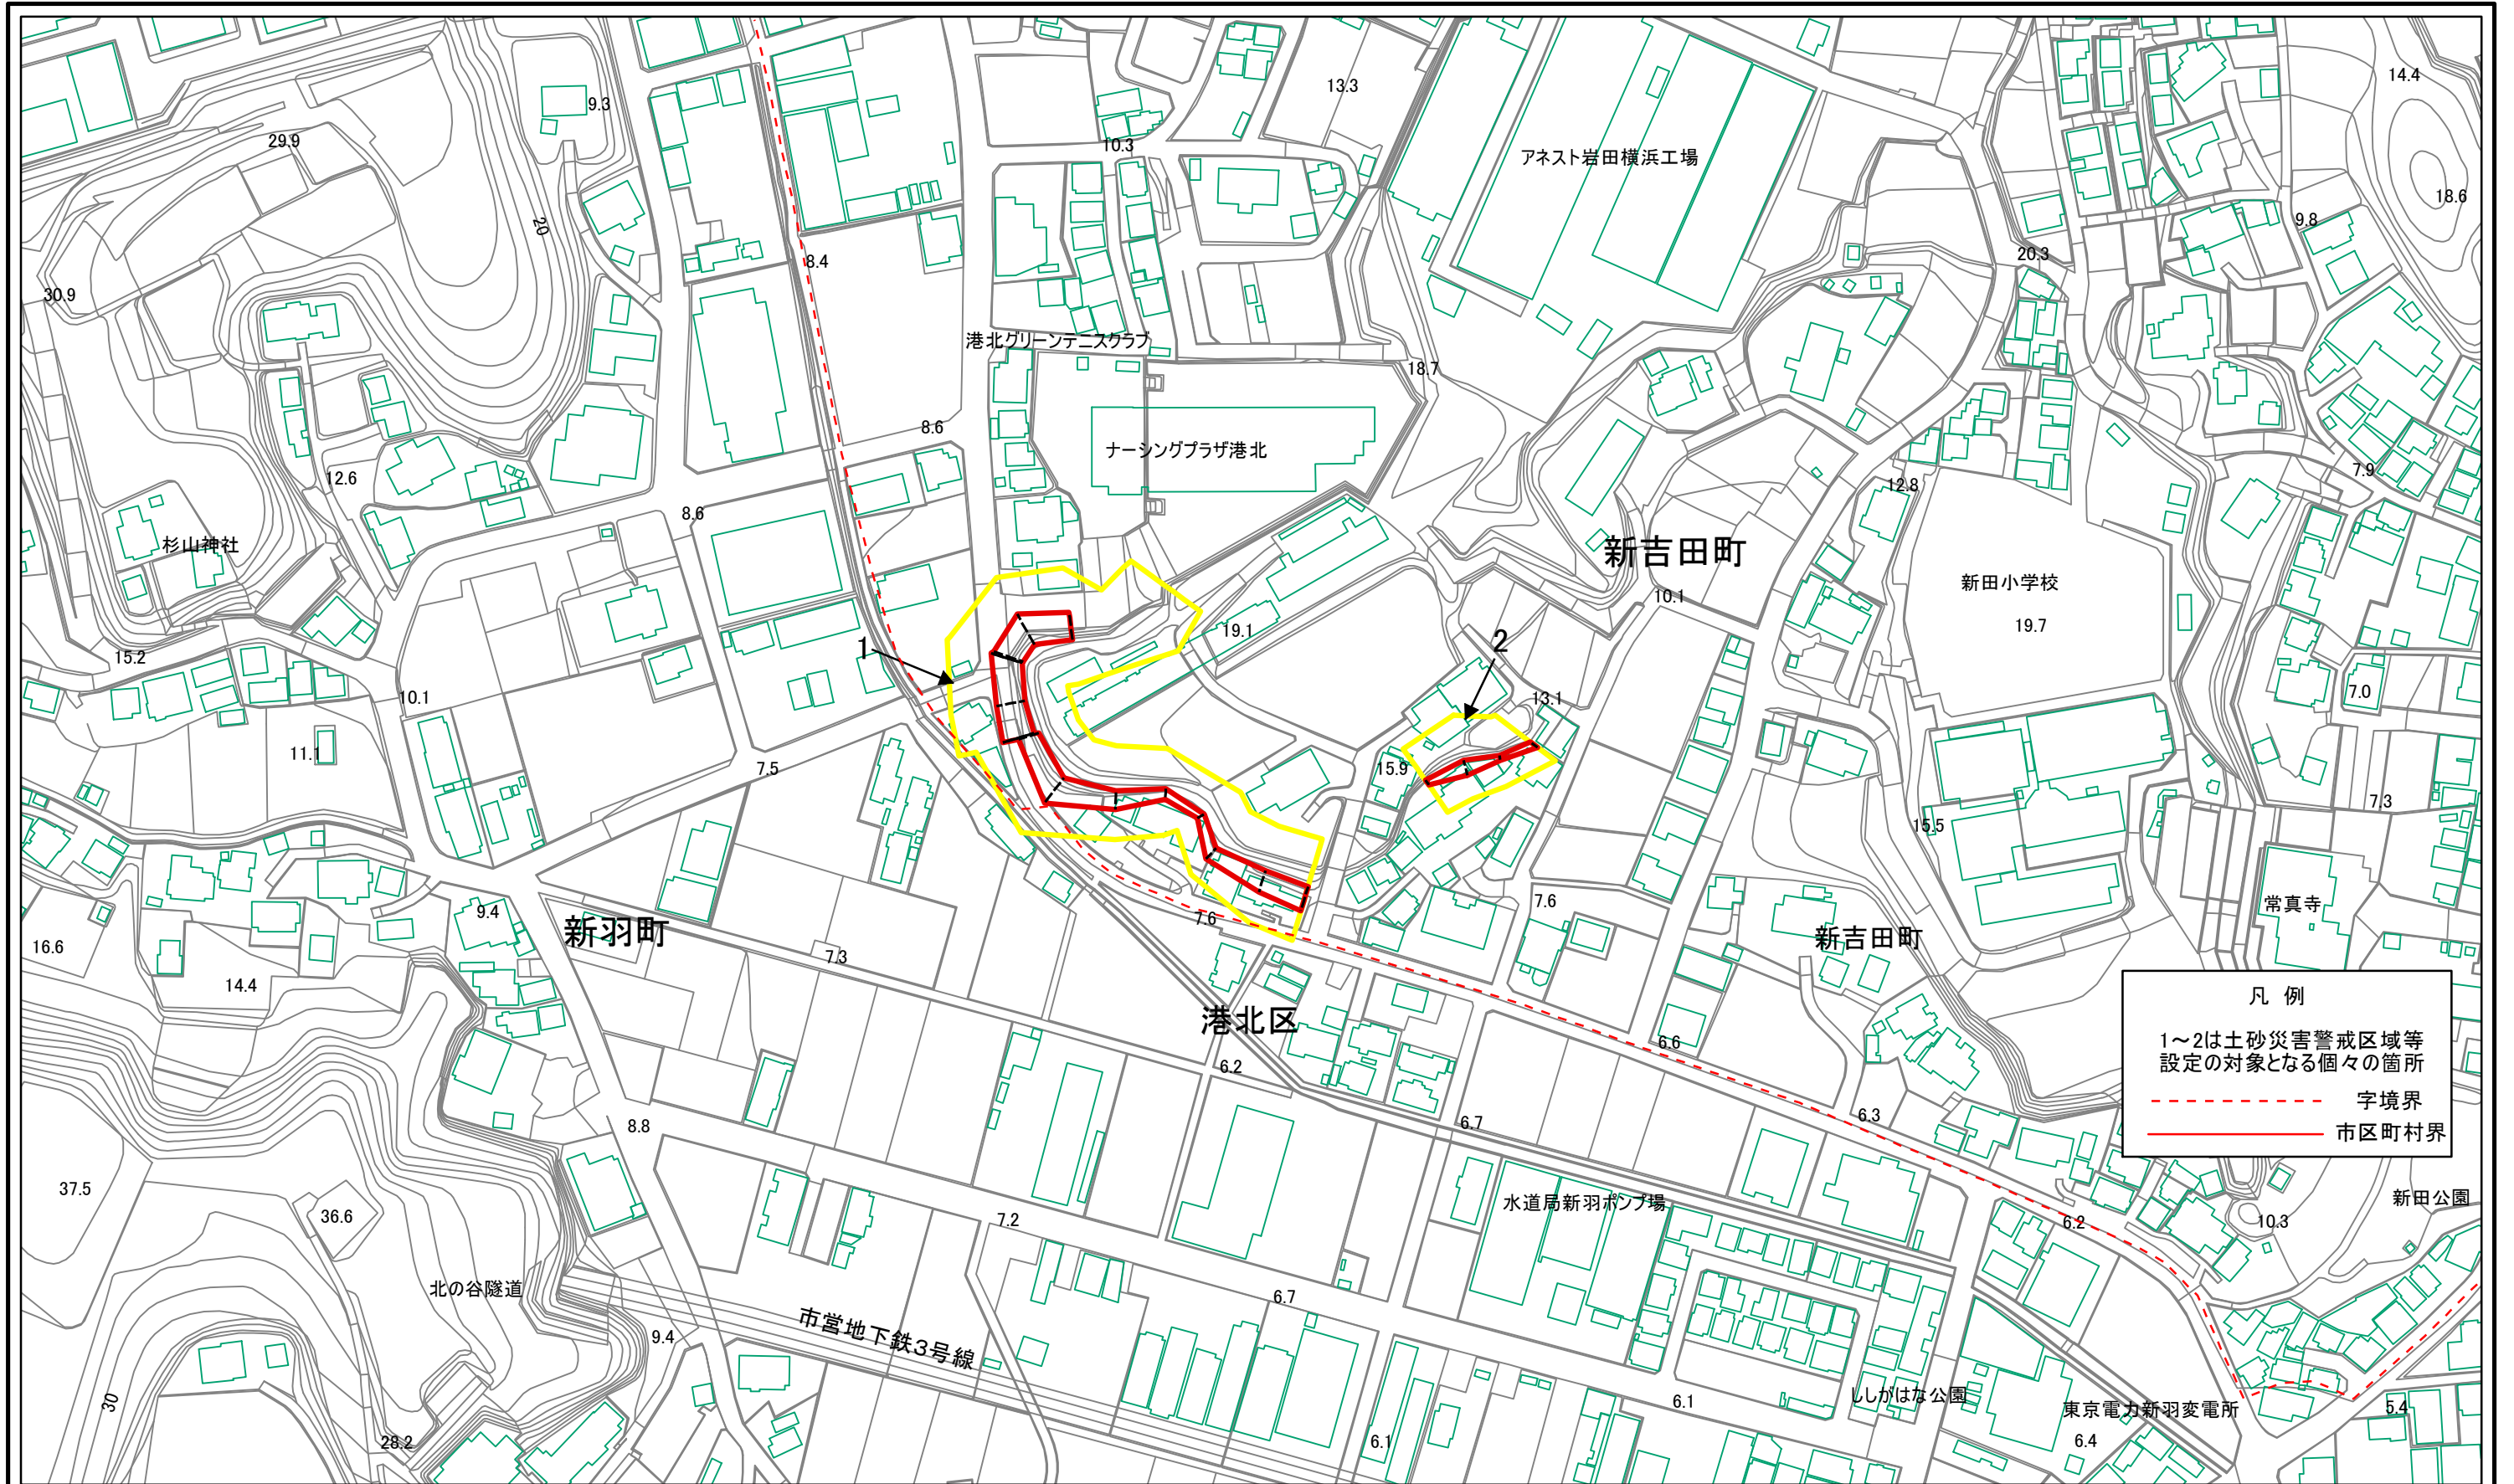 14.4
13.3
9.3
10.3
29.9
アネスト岩田横浜工場
18.6
20
9.8
8.4
20.3
30.9
港北グリーンテニスクラブ
18.7
8.6
ナーシングプラザ港北
12.6
7.9
12.8
8.6
杉山神社
新吉田町
新田小学校
10.1
19.7
19.1
1
2
15.2
10.1
13.1
7.0
11.1
7.5
15.9
7.3
15.5
7.6
常真寺
9.4
7.6
新羽町
新吉田町
16.6
7.3
14.4
凡 例
1～2は土砂災害警戒区域等
設定の対象となる個々の箇所
字境界
市区町村界
港北区
6.6
6.2
6.3
6.7
8.8
37.5
水道局新羽ポンプ場
新田公園
36.6
7.2
6.2
10.3
北の谷隧道
6.7
市営地下鉄3号線
9.4
30
ししがはな公園
6.1
東京電力新羽変電所
5.4
28.2
6.1
6.4